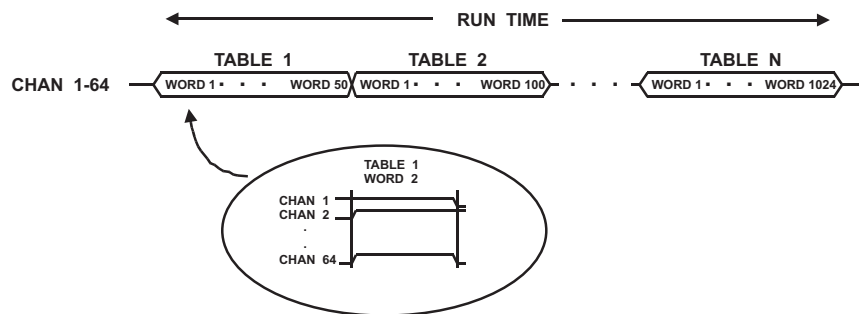 RUN TIME
TABLE 1 TABLE 2 TABLE N
CHAN 1-64 WORD 1 · · · WORD 50 WORD 1 · · · WORD 100 · · · · WORD 1 · · · WORD 1024
TABLE 1
WORD 2
CHAN 1
CHAN 2
.
.
CHAN 64